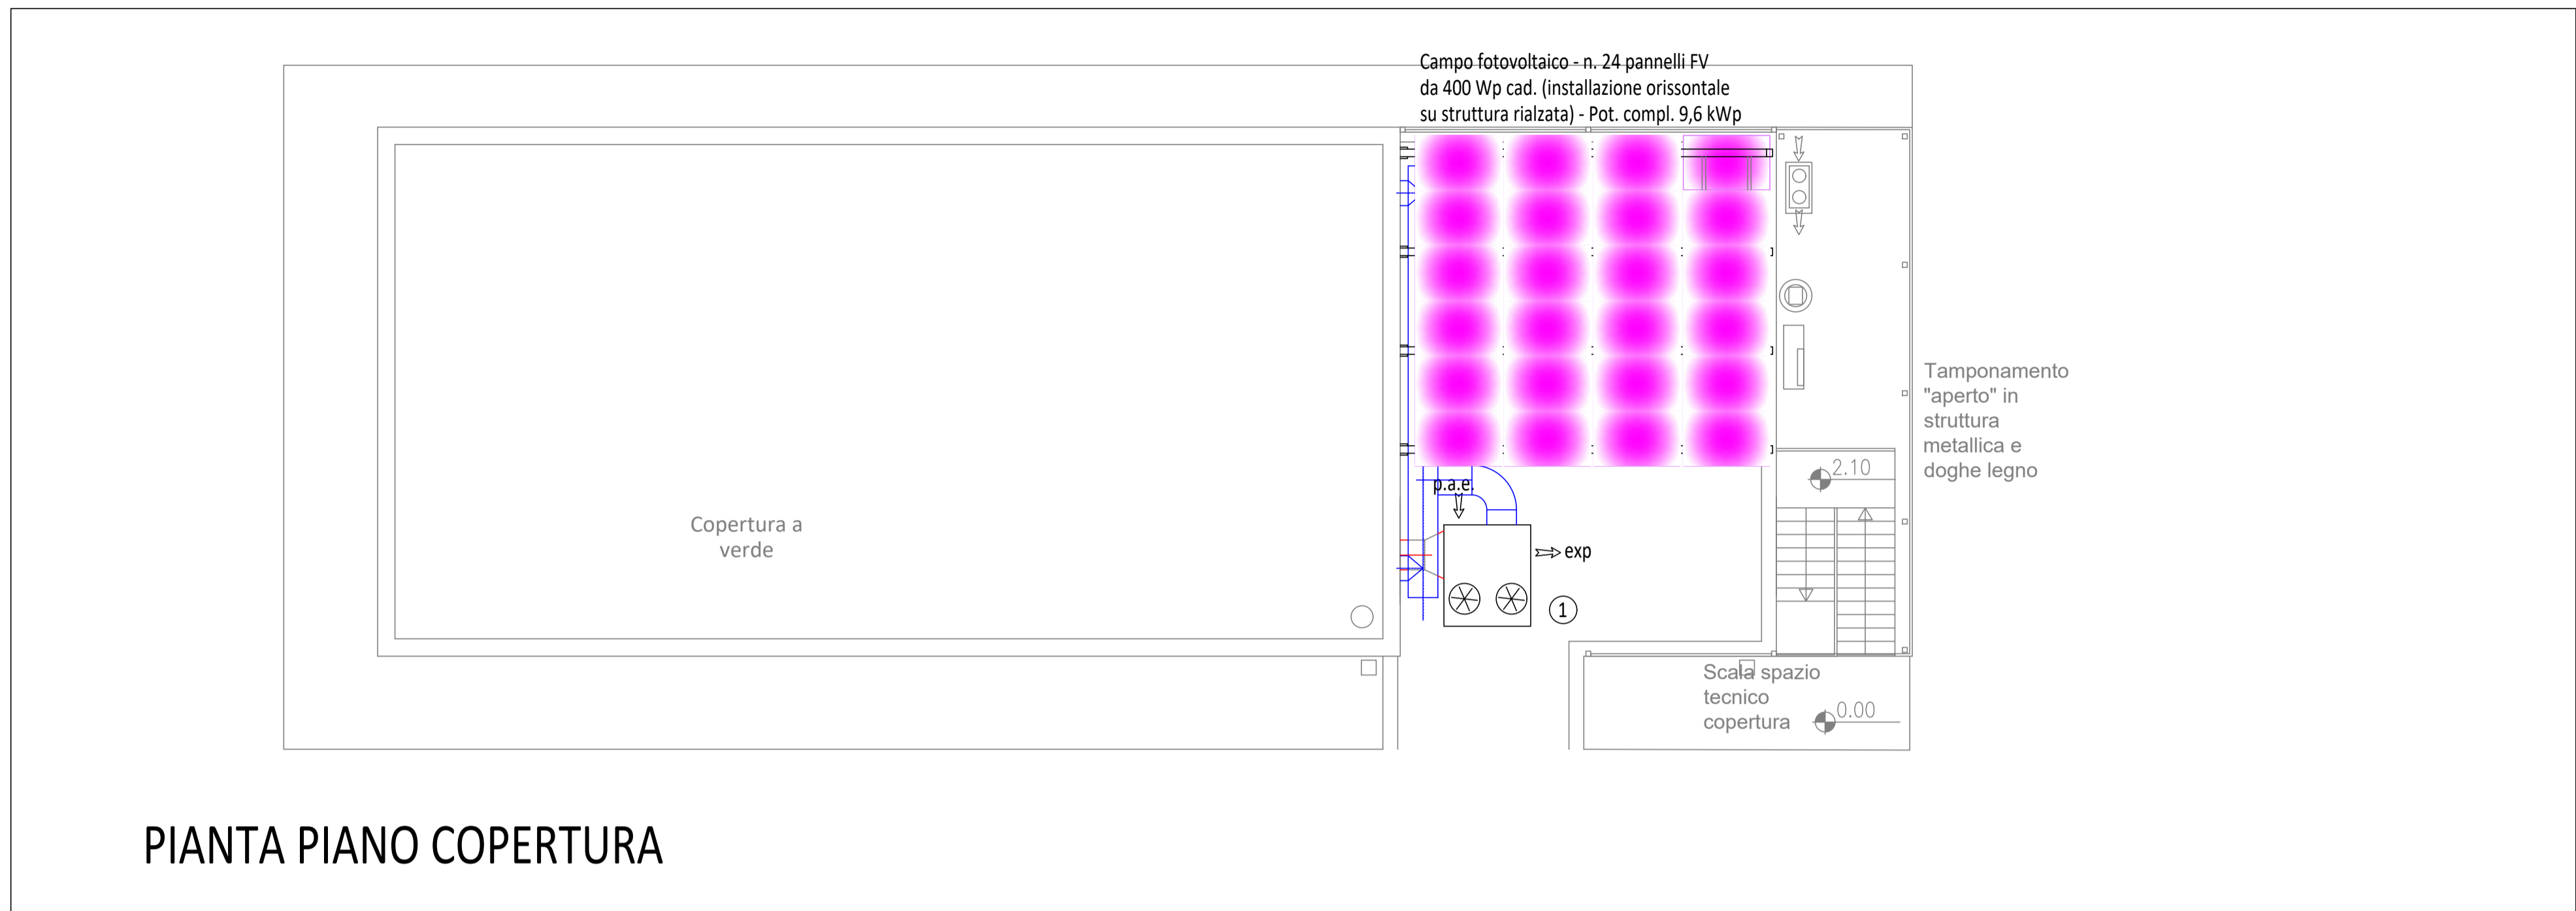 Campo fotovoltaico - n. 24 pannelli FV
da 400 Wp cad. (installazione orissontale
su struttura rialzata) - Pot. compl. 9,6 kWp
Tamponamento
"aperto" in
struttura
metallica e
doghe legno
2.10
p.a.e.
Copertura a
verde
exp
1
Scala spazio
tecnico
copertura
0.00
PIANTA PIANO COPERTURA